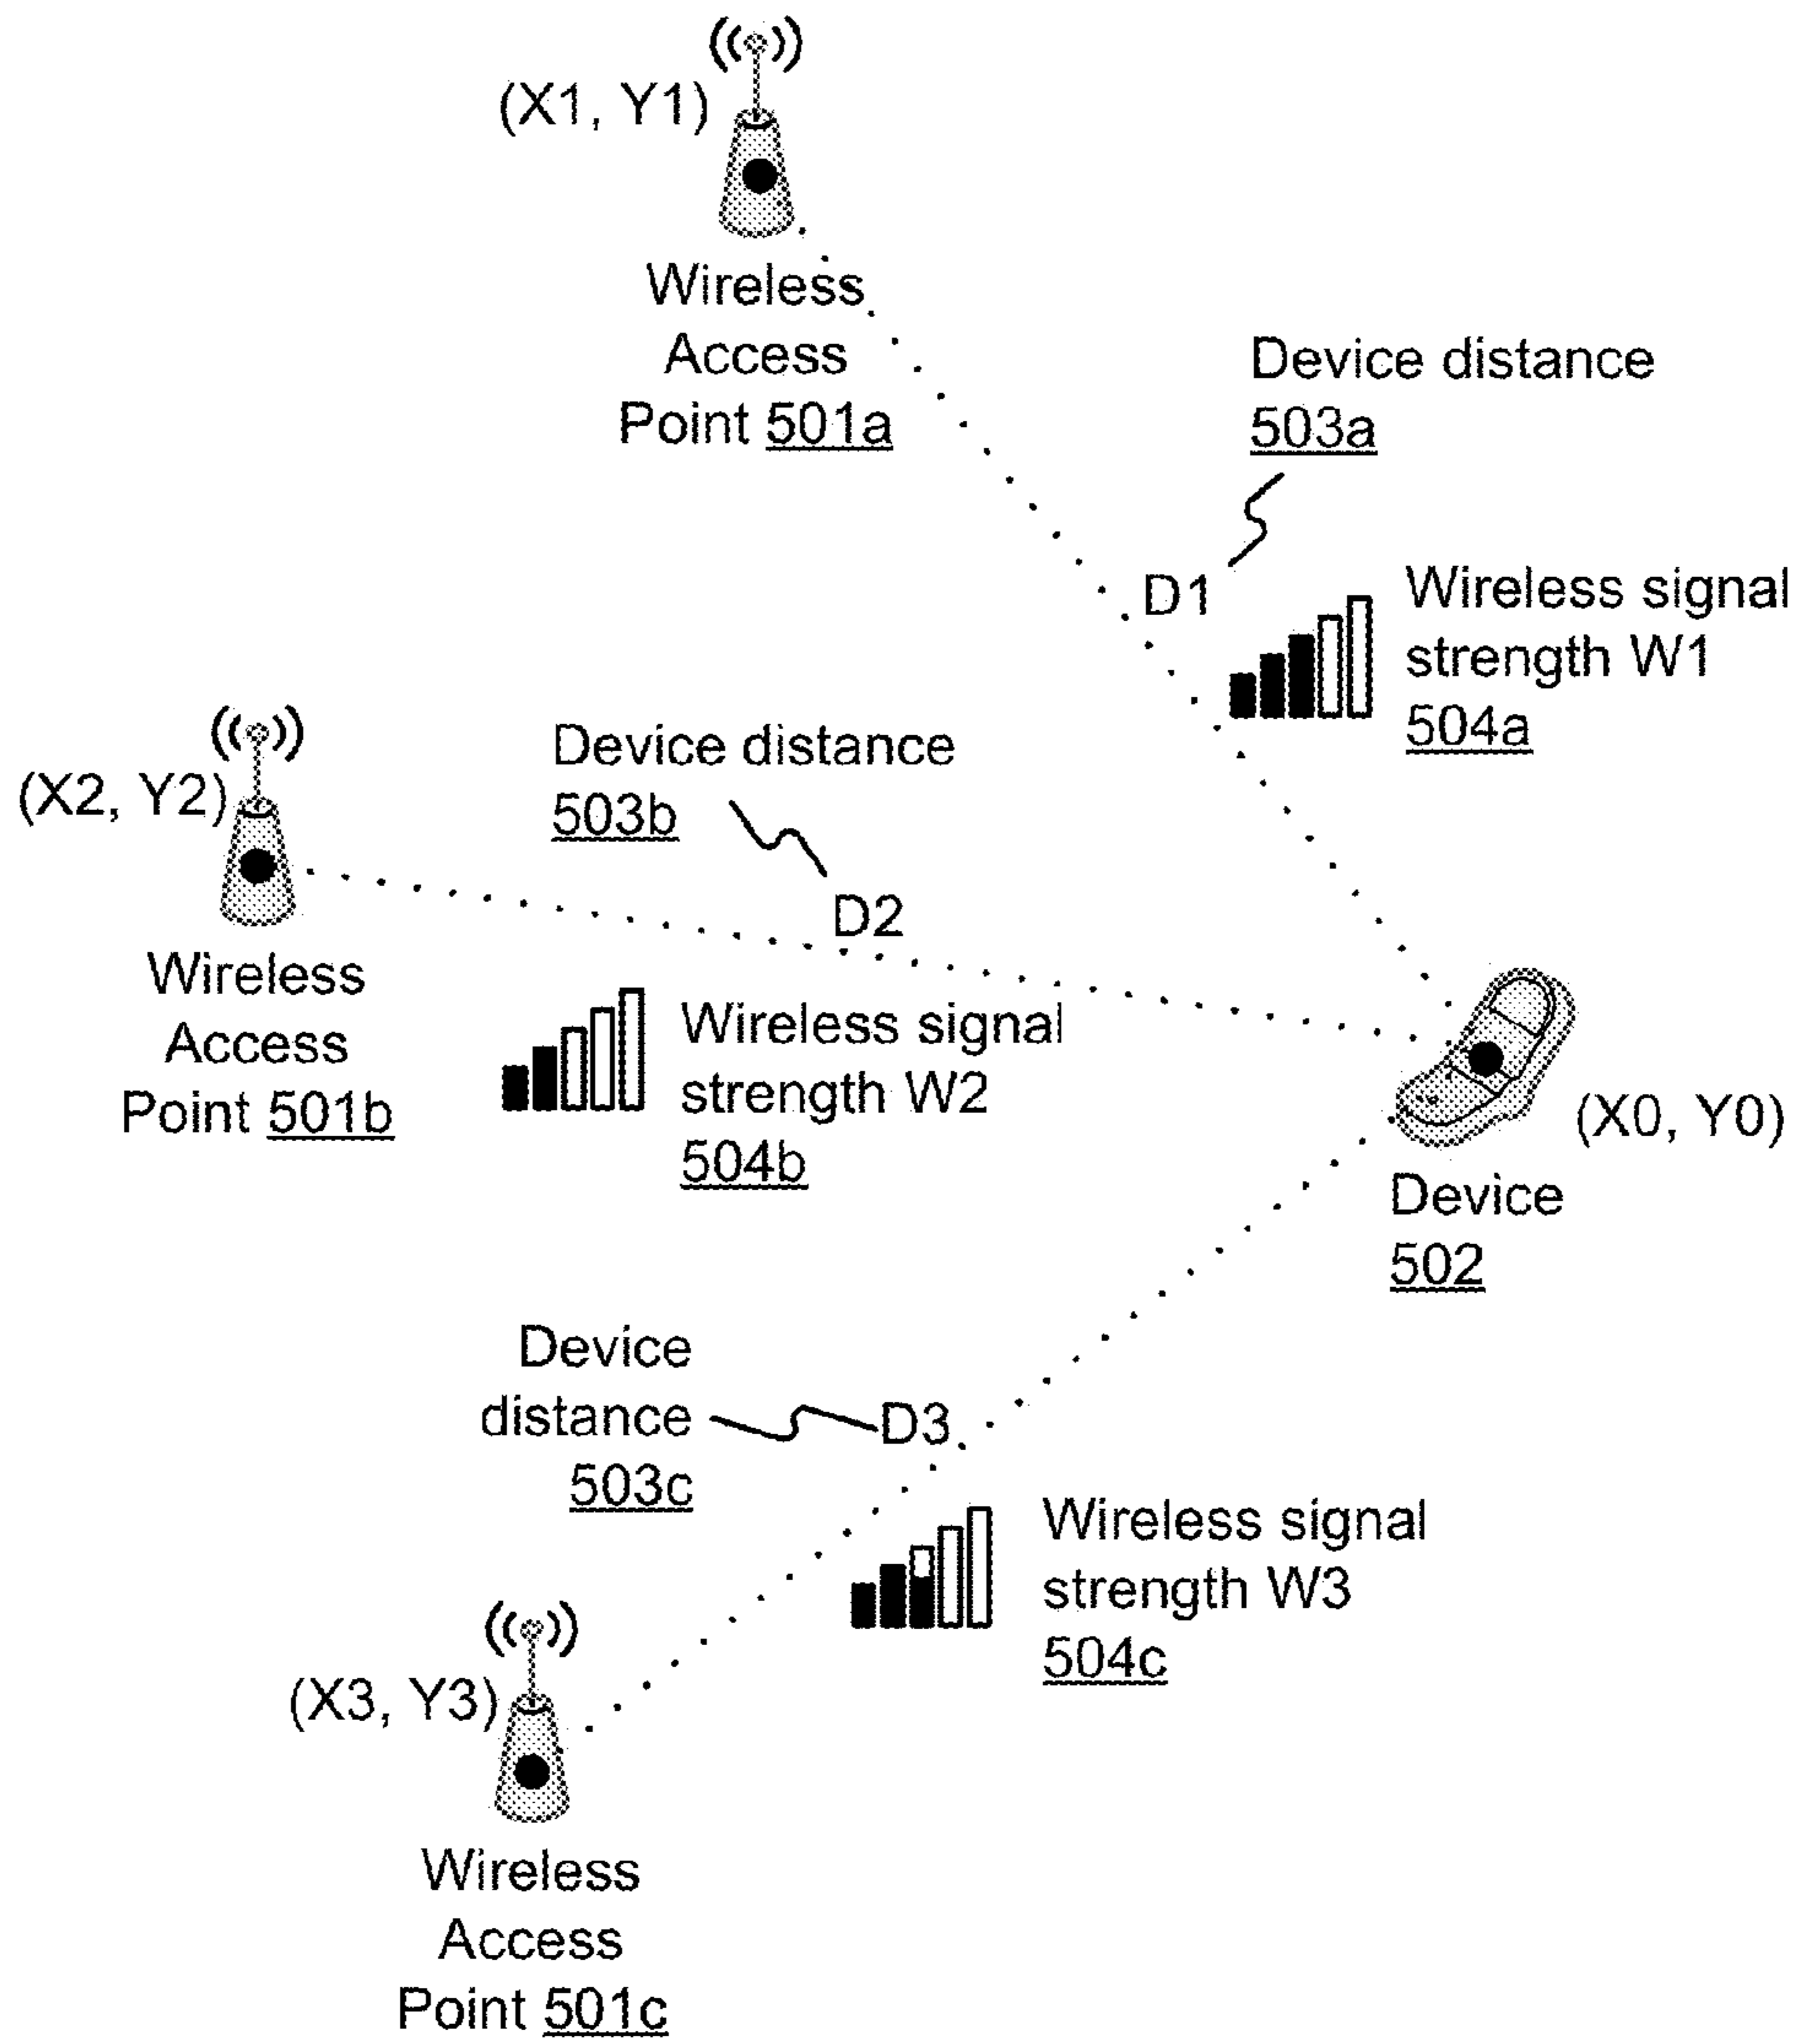 (X1, Y1)
Wireless
Access
Point 501a
Device distance
503a
D1
Wireless signal
strength W1
504a
(X2, Y2)
Device distance
503b
D2
Wireless
Access
Point 501b
Wireless signal
strength W2
504b
(X0, Y0)
Device
502
Device
distance
503c
D3
Wireless signal
strength W3
504c
(X3, Y3)
Wireless
Access
Point 501c